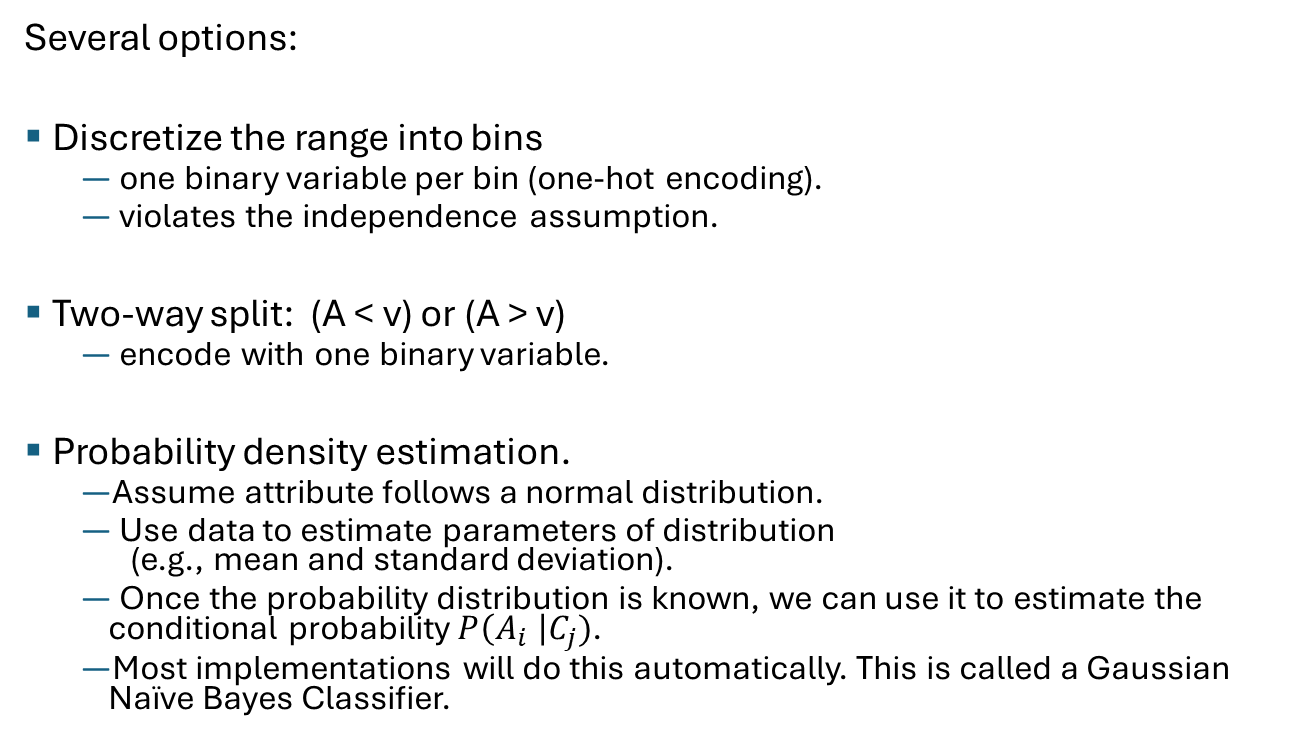 Several options:
▪ Discretize the range into bins
— one binary variable per bin (one-hot encoding).
— violates the independence assumption.
▪ Two-way split: (A < v) or (A > v)
— encode with one binary variable.
▪ Probability density estimation.
—Assume attribute follows a normal distribution.
— Use data to estimate parameters of distribution
(e.g., mean and standard deviation).
— Once the probability distribution is known, we can use it to estimate the
conditional probability 𝑃(𝐴ᵢ |𝐶ⱼ).
—Most implementations will do this automatically. This is called a Gaussian
Naïve Bayes Classifier.